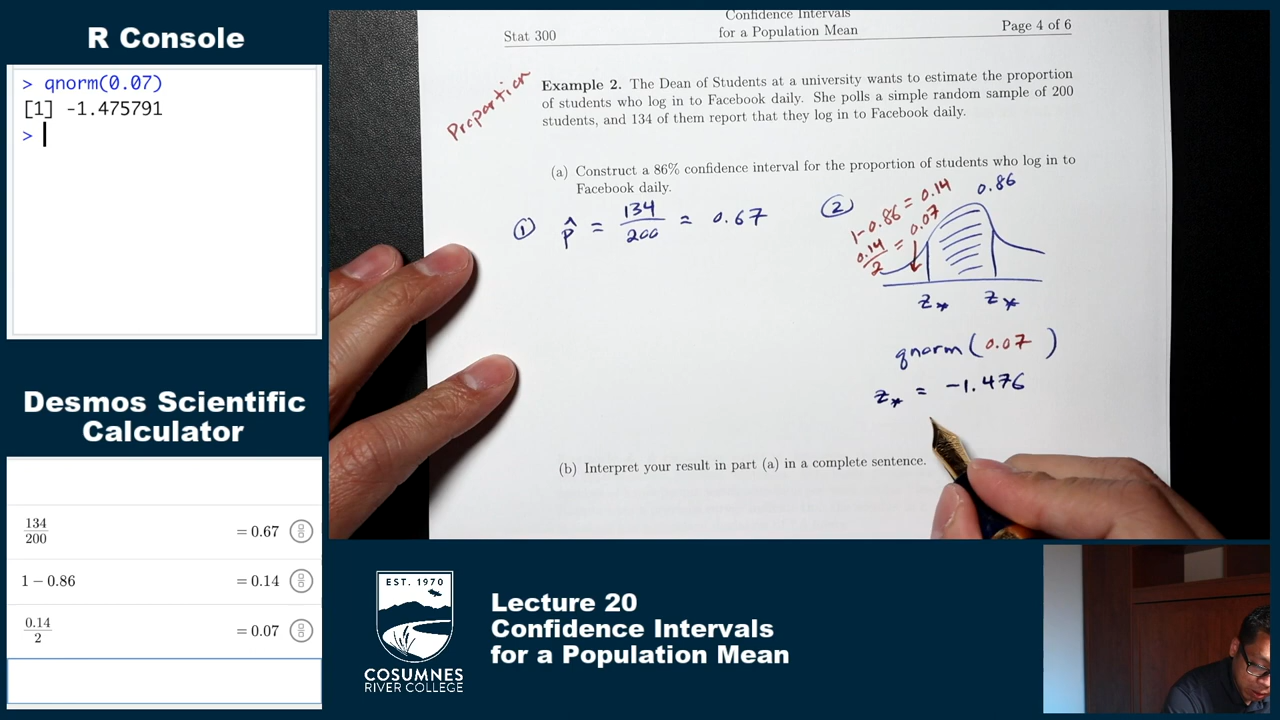 R Console
> qnorm(0.07)
[1] -1.475791
>
Desmos Scientific
Calculator
134
200
= 0.67
1 − 0.86
= 0.14
0.14
2
= 0.07
Stat 300
Confidence Intervals
for a Population Mean
Page 4 of 6
Proportion
Example 2. The Dean of Students at a university wants to estimate the proportion
of students who log in to Facebook daily. She polls a simple random sample of 200
students, and 134 of them report that they log in to Facebook daily.
(a) Construct a 86% confidence interval for the proportion of students who log in to
Facebook daily.
① p̂ = 134/200 ≈ 0.67
②
1-0.86 = 0.14
0.14/2 = 0.07
0.86
z* z*
qnorm(0.07)
z* = -1.476
(b) Interpret your result in part (a) in a complete sentence.
EST. 1970
COSUMNES
RIVER COLLEGE
Lecture 20
Confidence Intervals
for a Population Mean